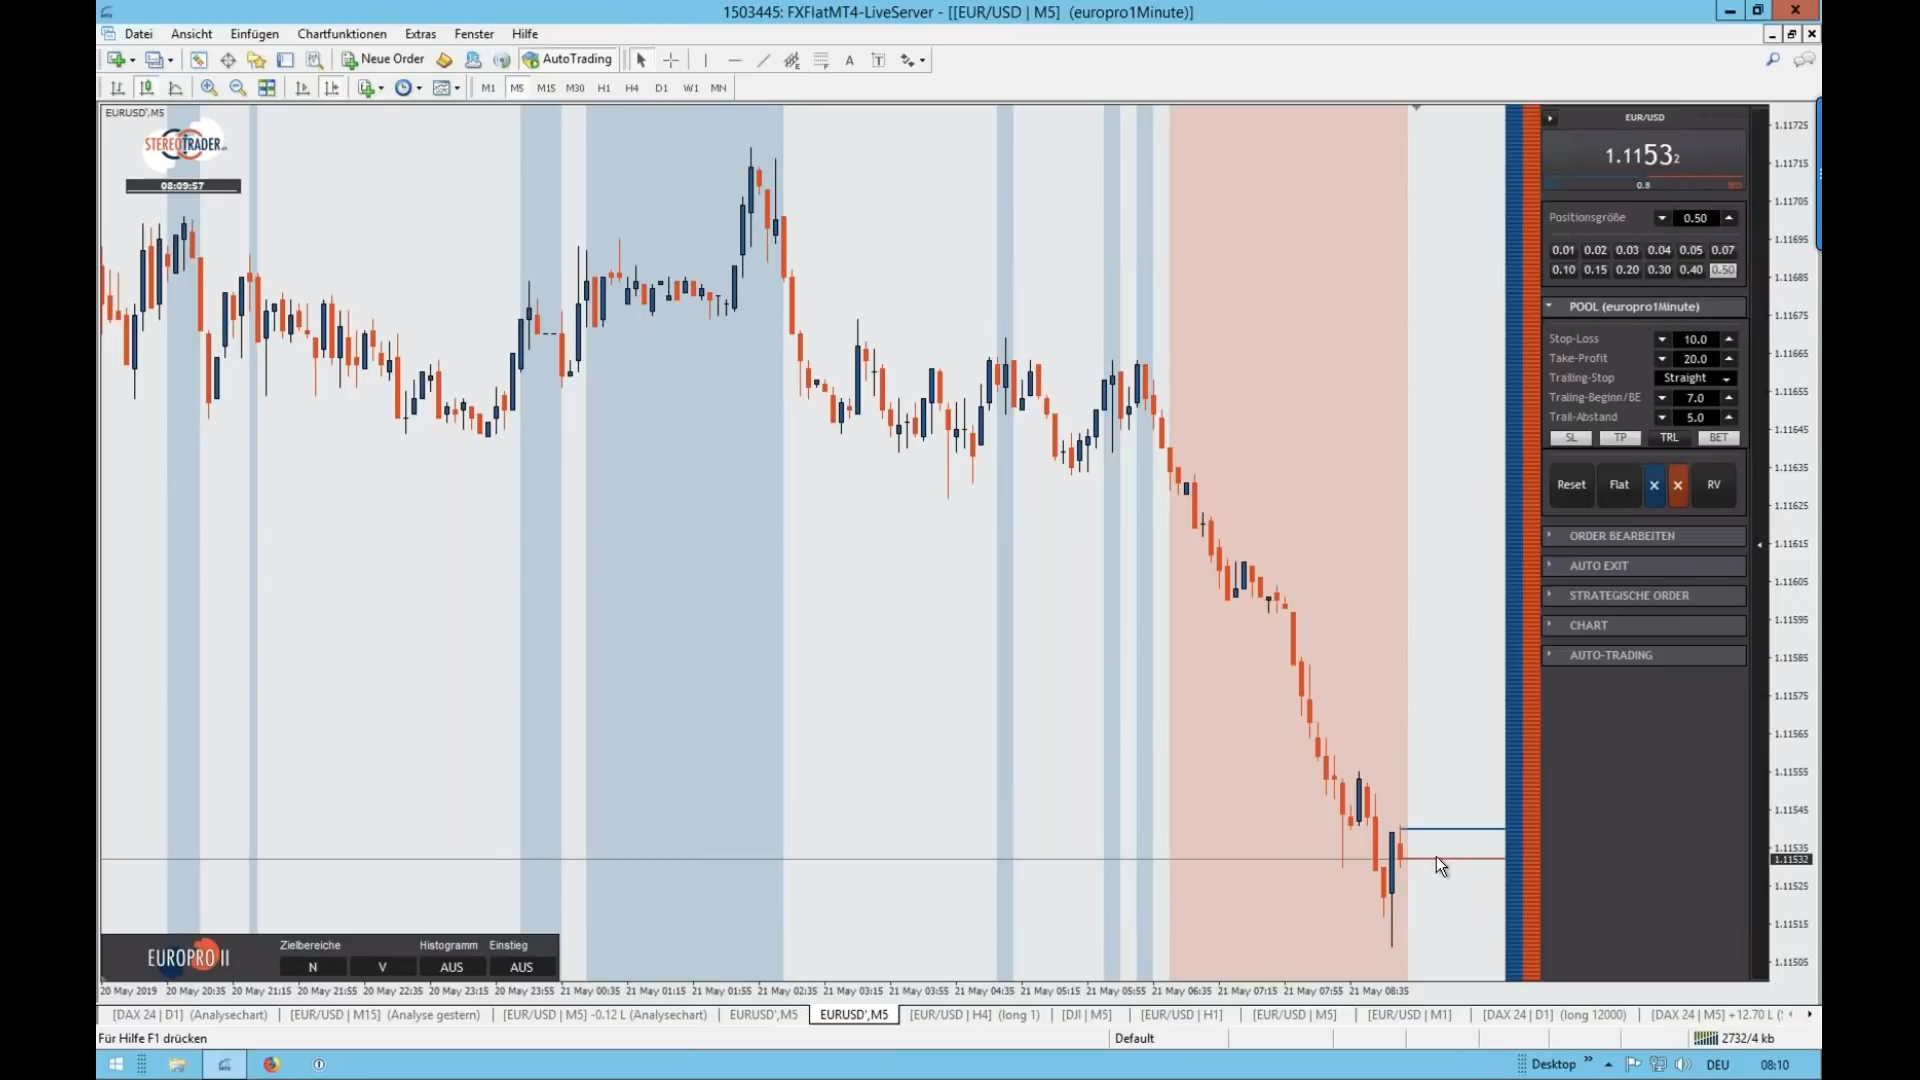 1503445: FXFlatMT4-LiveServer - [[EUR/USD | M5] (europro1Minute)]
Datei Ansicht Einfügen Chartfunktionen Extras Fenster Hilfe
Neue Order AutoTrading A T
M1 M5 M15 M30 H1 H4 D1 W1 MN
EURUSD',M5
STEREOTRADER
08:09:57
EUR/USD
1.11532
0.8
Positionsgröße 0.50
0.01 0.02 0.03 0.04 0.05 0.07
0.10 0.15 0.20 0.30 0.40 0.50
POOL (europro1Minute)
Stop-Loss 10.0
Take-Profit 20.0
Trailing-Stop Straight
Traling-Beginn/BE 7.0
Trail-Abstand 5.0
SL TP TRL BET
Reset Flat × × RV
ORDER BEARBEITEN
AUTO EXIT
STRATEGISCHE ORDER
CHART
AUTO-TRADING
1.11725
1.11715
1.11705
1.11695
1.11685
1.11675
1.11665
1.11655
1.11645
1.11635
1.11625
1.11615
1.11605
1.11595
1.11585
1.11575
1.11565
1.11555
1.11545
1.11535
1.11532
1.11525
1.11515
1.11505
EUROPRO II
Zielbereiche Histogramm Einstieg
N V AUS AUS
20 May 2019 20 May 20:35 20 May 21:15 20 May 21:55 20 May 22:35 20 May 23:15 20 May 23:55 21 May 00:35 21 May 01:15 21 May 01:55 21 May 02:35 21 May 03:15 21 May 03:55 21 May 04:35 21 May 05:15 21 May 05:55 21 May 06:35 21 May 07:15 21 May 07:55 21 May 08:35
[DAX 24 | D1] (Analysechart) [EUR/USD | M15] (Analyse gestern) [EUR/USD | M5] -0.12 L (Analysechart) EURUSD',M5 EURUSD',M5 [EUR/USD | H4] (long 1) [DJI | M5] [EUR/USD | H1] [EUR/USD | M5] [EUR/USD | M1] [DAX 24 | D1] (long 12000) [DAX 24 | M5] +12.70 L
Für Hilfe F1 drücken Default 2732/4 kb
Desktop DEU 08:10